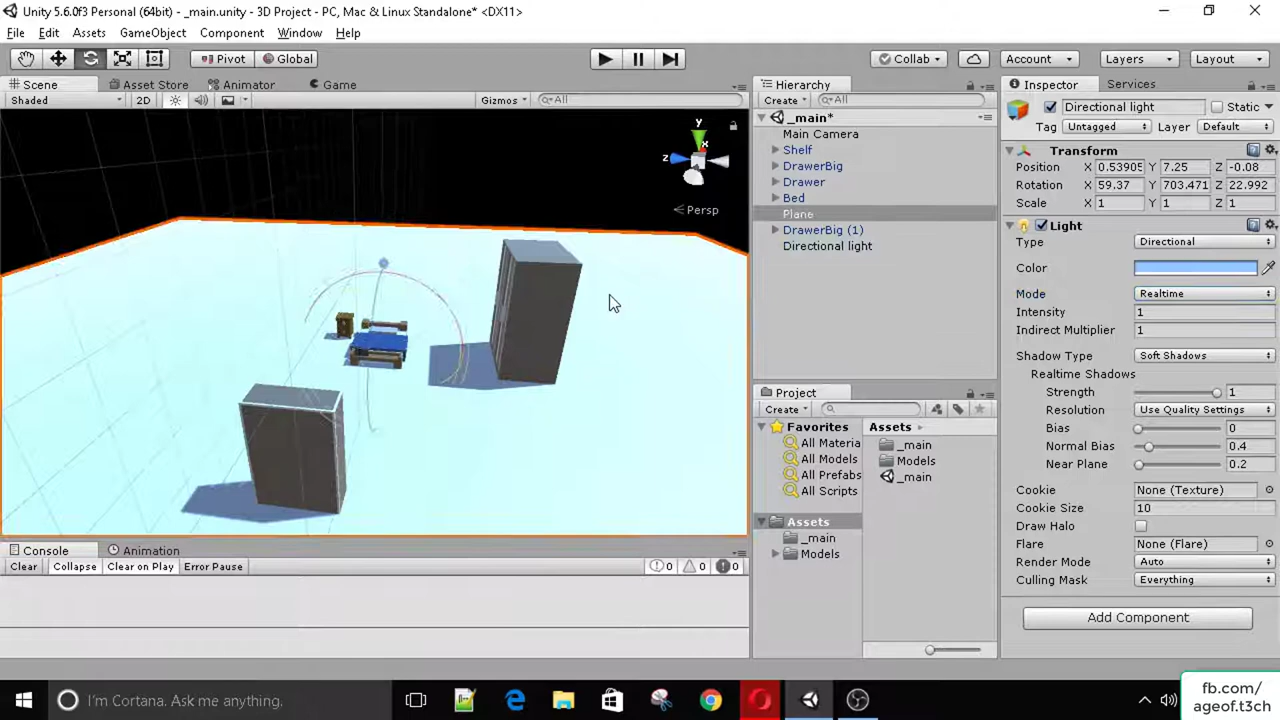 Unity 5.6.0f3 Personal (64bit) - _main.unity - 3D Project - PC, Mac & Linux Standalone* <DX11>
File Edit Assets GameObject Component Window Help
Pivot Global Collab Account Layers Layout
Scene Asset Store Animator Game
Shaded 2D Gizmos All
y
x
z
Persp
Hierarchy
Create All
_main*
Main Camera
Shelf
DrawerBig
Drawer
Bed
Plane
DrawerBig (1)
Directional light
Project
Create
Favorites
All Materia
All Models
All Prefabs
All Scripts
Assets
_main
Models
Assets
_main
Models
_main
Inspector Services
Directional light Static
Tag Untagged Layer Default
Transform
Position X 0.53905 Y 7.25 Z -0.08
Rotation X 59.37 Y 703.471 Z 22.992
Scale X 1 Y 1 Z 1
Light
Type Directional
Color
Mode Realtime
Intensity 1
Indirect Multiplier 1
Shadow Type Soft Shadows
Realtime Shadows
Strength 1
Resolution Use Quality Settings
Bias 0
Normal Bias 0.4
Near Plane 0.2
Cookie None (Texture)
Cookie Size 10
Draw Halo
Flare None (Flare)
Render Mode Auto
Culling Mask Everything
Add Component
Console Animation
Clear Collapse Clear on Play Error Pause 0 0 0
I'm Cortana. Ask me anything.
fb.com/
ageof.t3ch